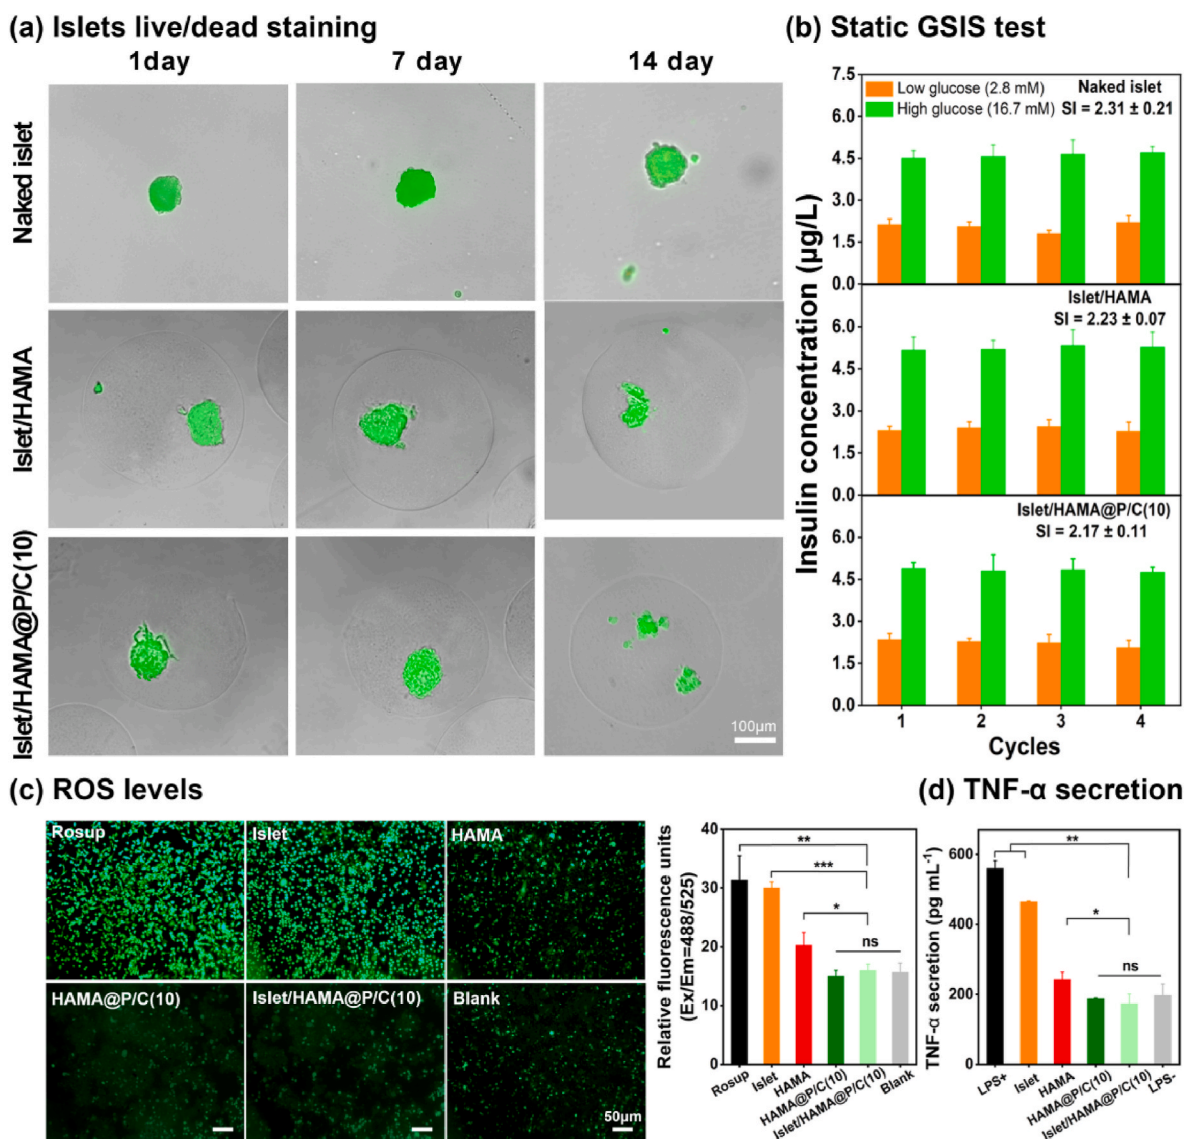 (a) Islets live/dead staining
1day
7 day
14 day
Naked islet
Islet/HAMA
Islet/HAMA@P/C(10)
100μm
(b) Static GSIS test
Insulin concentration (μg/L)
7.5
6.0
4.5
3.0
1.5
0.0
Low glucose (2.8 mM)
High glucose (16.7 mM)
Naked islet
SI = 2.31 ± 0.21
6.0
4.5
3.0
1.5
0.0
Islet/HAMA
SI = 2.23 ± 0.07
6.0
4.5
3.0
1.5
0.0
Islet/HAMA@P/C(10)
SI = 2.17 ± 0.11
1 2 3 4
Cycles
(c) ROS levels
Rosup
Islet
HAMA
HAMA@P/C(10)
Islet/HAMA@P/C(10)
Blank
50μm
Relative fluorescence units
(Ex/Em=488/525)
40
30
20
10
0
**
***
*
ns
Rosup
Islet
HAMA
HAMA@P/C(10)
Islet/HAMA@P/C(10)
Blank
(d) TNF-α secretion
TNF-α secretion (pg mL⁻¹)
600
400
200
0
**
*
ns
LPS+
Islet
HAMA
HAMA@P/C(10)
Islet/HAMA@P/C(10)
LPS-